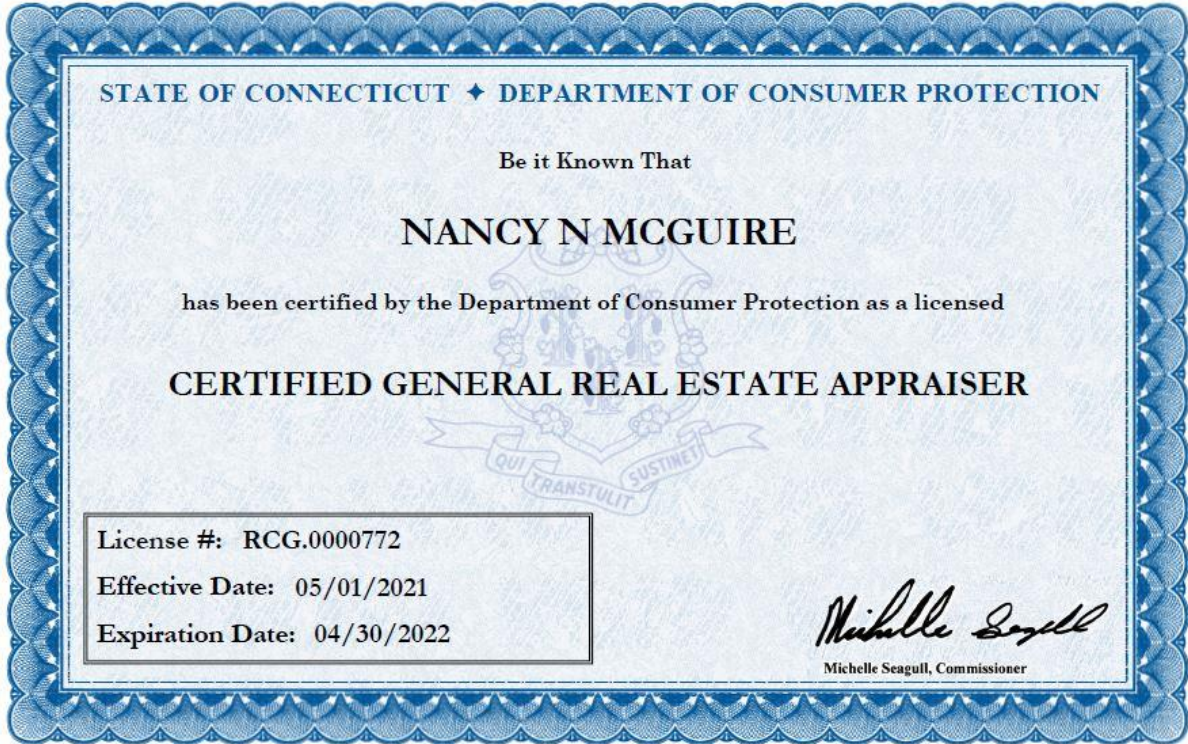 STATE OF CONNECTICUT ✦ DEPARTMENT OF CONSUMER PROTECTION
Be it Known That
NANCY N MCGUIRE
has been certified by the Department of Consumer Protection as a licensed
CERTIFIED GENERAL REAL ESTATE APPRAISER
QUI TRANSTULIT SUSTINET
License #: RCG.0000772
Effective Date: 05/01/2021
Expiration Date: 04/30/2022
Michelle Seagull
Michelle Seagull, Commissioner